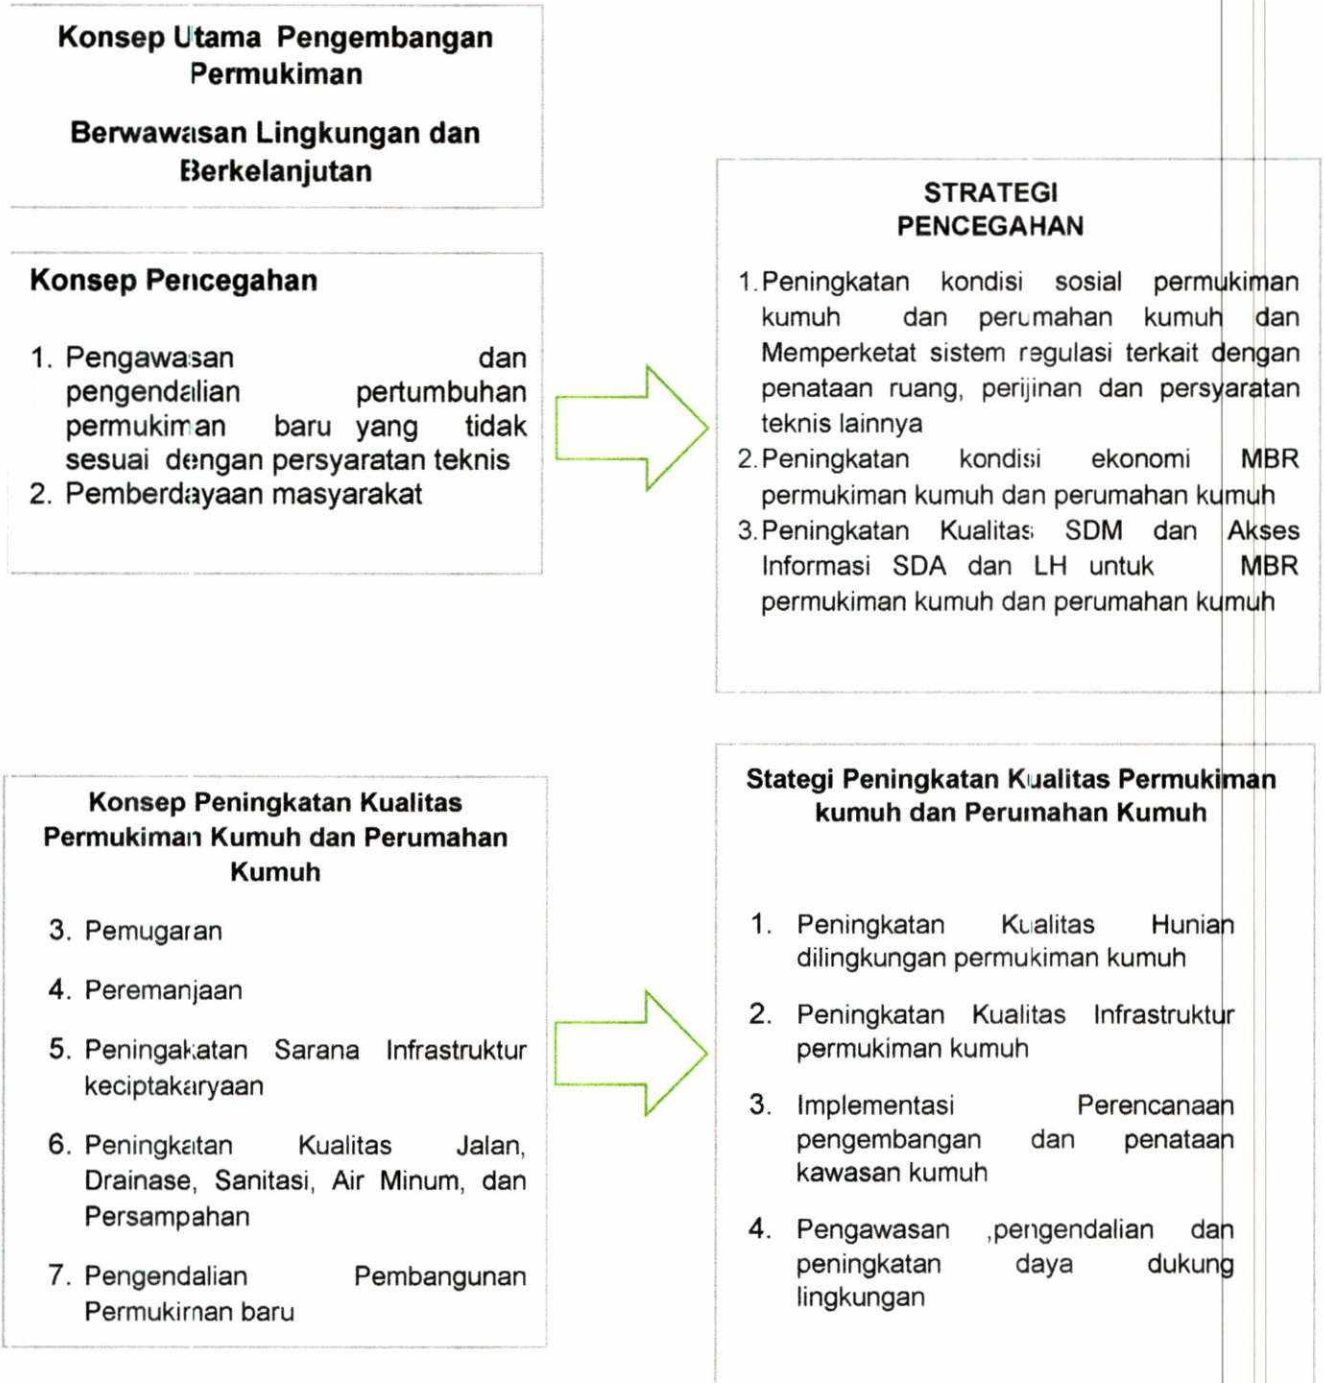 Konsep Utama Pengembangan
Permukiman
Berwawasan Lingkungan dan
Berkelanjutan
Konsep Pencegahan
1. Pengawasan dan
pengendalian pertumbuhan
permukiman baru yang tidak
sesuai dengan persyaratan teknis
2. Pemberdayaan masyarakat
STRATEGI
PENCEGAHAN
1. Peningkatan kondisi sosial permukiman
kumuh dan perumahan kumuh dan
Memperketat sistem regulasi terkait dengan
penataan ruang, perijinan dan persyaratan
teknis lainnya
2. Peningkatan kondisi ekonomi MBR
permukiman kumuh dan perumahan kumuh
3. Peningkatan Kualitas SDM dan Akses
Informasi SDA dan LH untuk MBR
permukiman kumuh dan perumahan kumuh
Konsep Peningkatan Kualitas
Permukiman Kumuh dan Perumahan
Kumuh
3. Pemugaran
4. Peremanjaan
5. Peningakatan Sarana Infrastruktur
keciptakaryaan
6. Peningkatan Kualitas Jalan,
Drainase, Sanitasi, Air Minum, dan
Persampahan
7. Pengendalian Pembangunan
Permukiman baru
Stategi Peningkatan Kualitas Permukiman
kumuh dan Perumahan Kumuh
1. Peningkatan Kualitas Hunian
dilingkungan permukiman kumuh
2. Peningkatan Kualitas Infrastruktur
permukiman kumuh
3. Implementasi Perencanaan
pengembangan dan penataan
kawasan kumuh
4. Pengawasan ,pengendalian dan
peningkatan daya dukung
lingkungan